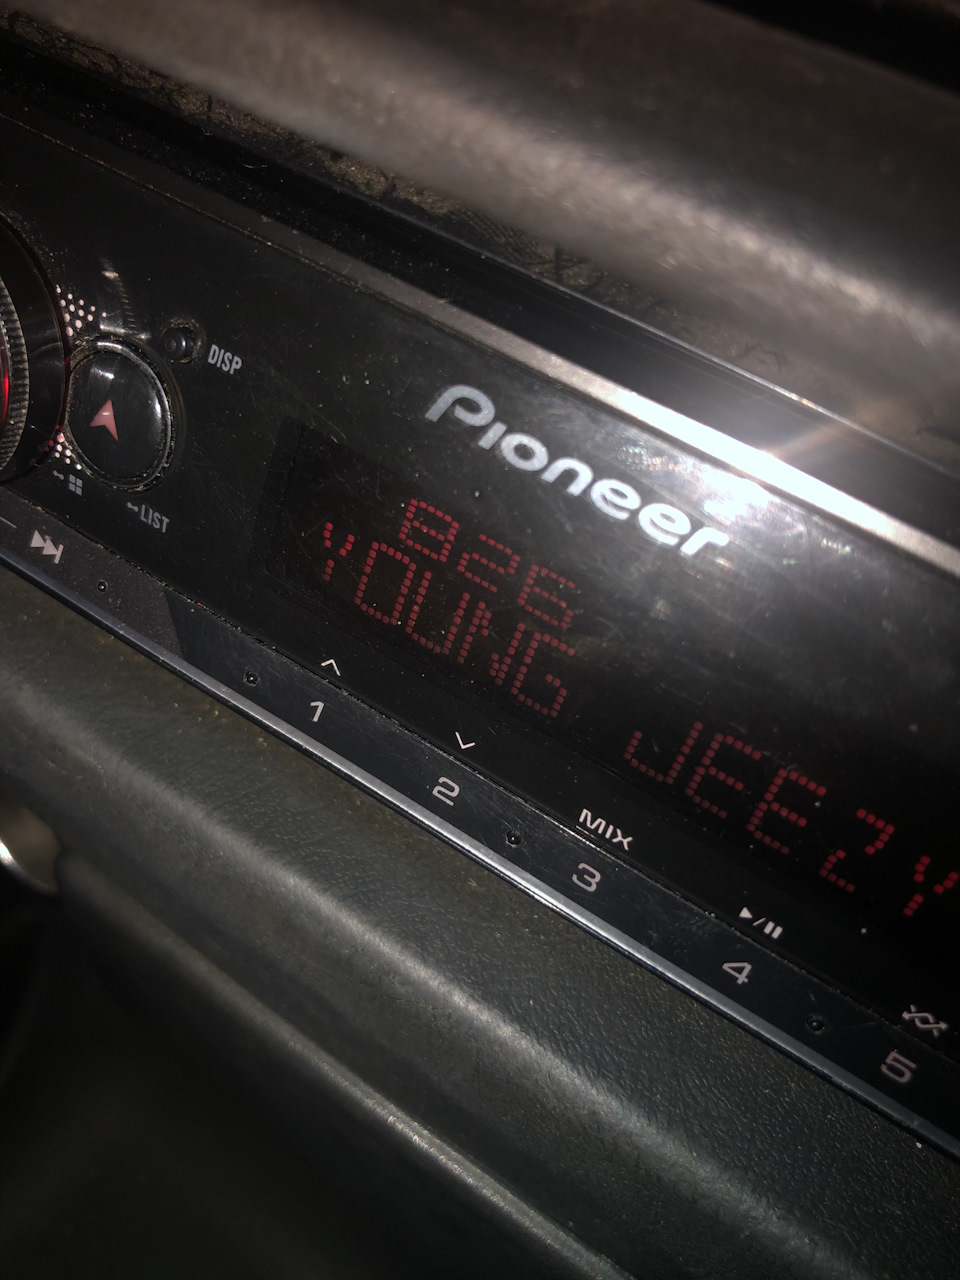 DISP
Pioneer
LIST
826
YOUNG JEEZY
MIX
1 2 3 4 5